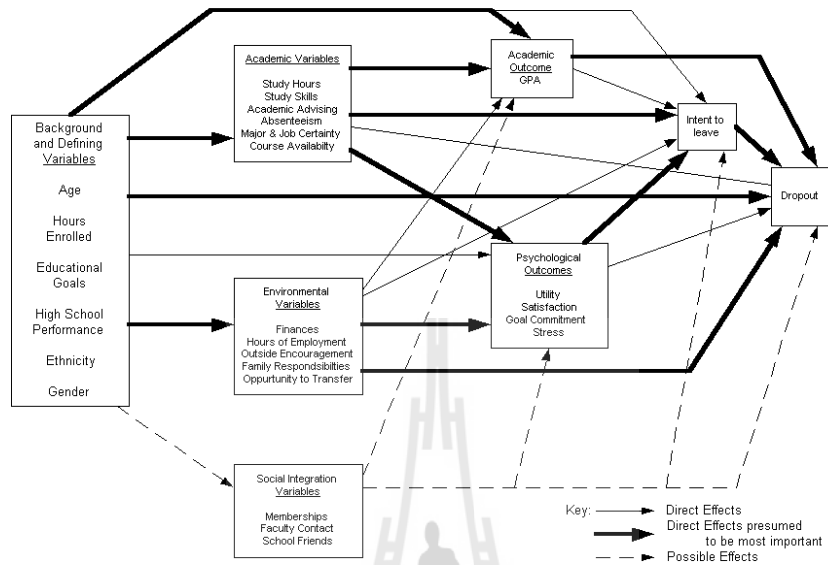 Background
and Defining
Variables
Age
Hours
Enrolled
Educational
Goals
High School
Performance
Ethnicity
Gender
Academic Variables
Study Hours
Study Skills
Academic Advising
Absenteeism
Major & Job Certainty
Course Availabilty
Environmental
Variables
Finances
Hours of Employment
Outside Encouragement
Family Respondsibilties
Opportunity to Transfer
Social Integration
Variables
Memberships
Faculty Contact
School Friends
Academic
Outcome
GPA
Psychological
Outcomes
Utility
Satisfaction
Goal Commitment
Stress
Intent to
leave
Dropout
Key:
Direct Effects
Direct Effects presumed
to be most important
Possible Effects